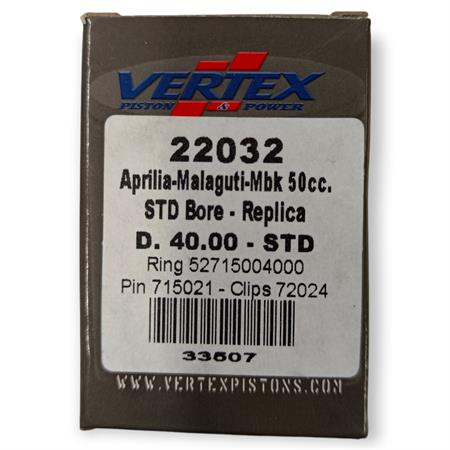 VERTEX
PISTON & POWER
22032
Aprilia-Malaguti-Mbk 50cc.
STD Bore - Replica
D. 40.00 - STD
Ring 52715004000
Pin 715021 - Clips 72024
33507
WWW.VERTEXPISTONS.COM